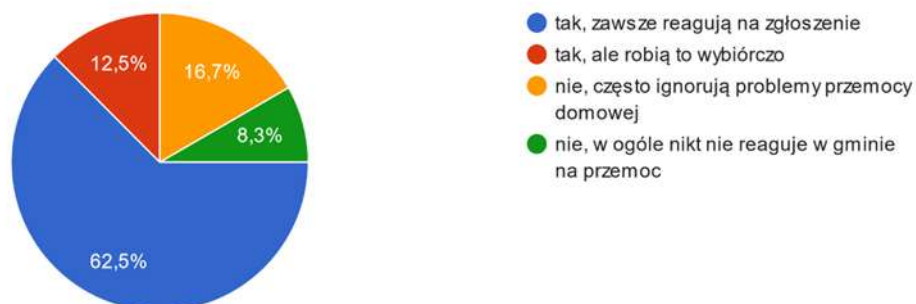 12,5%
16,7%
8,3%
62,5%
tak, zawsze reagują na zgłoszenie
tak, ale robią to wybiórczo
nie, często ignorują problemy przemocy
domowej
nie, w ogóle nikt nie reaguje w gminie
na przemoc